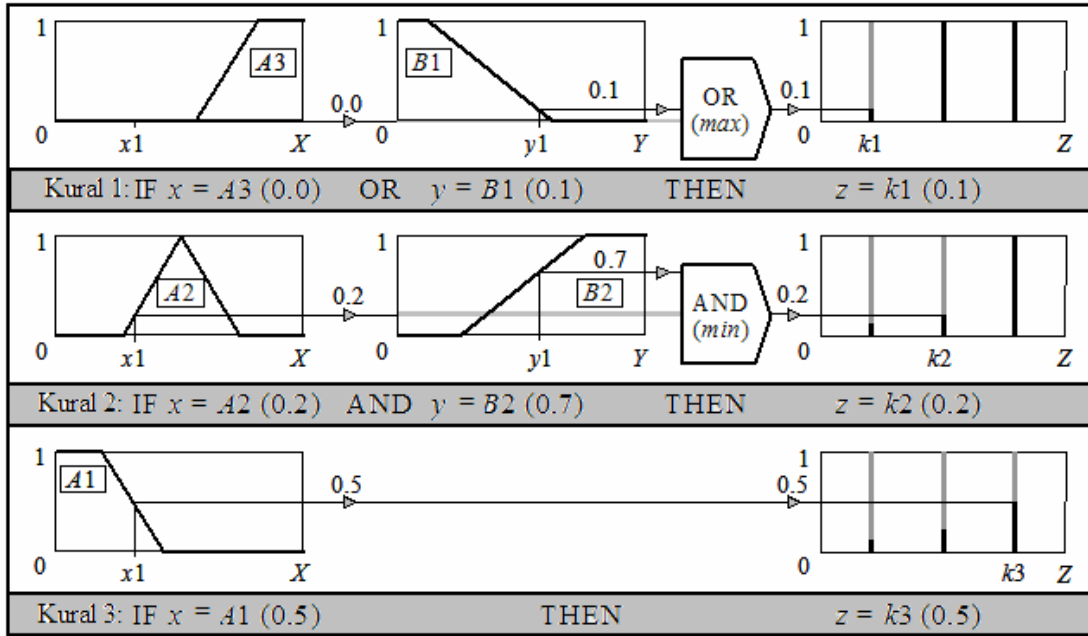 1
A3
0
x1
X
0.0
1
B1
0.1
0
y1
Y
OR
(max)
0.1
1
0
k1
Z
Kural 1: IF x = A3 (0.0) OR y = B1 (0.1) THEN z = k1 (0.1)
1
A2
0
x1
X
0.2
1
0.7
B2
0
y1
Y
AND
(min)
0.2
1
0
k2
Z
Kural 2: IF x = A2 (0.2) AND y = B2 (0.7) THEN z = k2 (0.2)
1
A1
0
x1
X
0.5
1
0.5
0
k3
Z
Kural 3: IF x = A1 (0.5) THEN z = k3 (0.5)